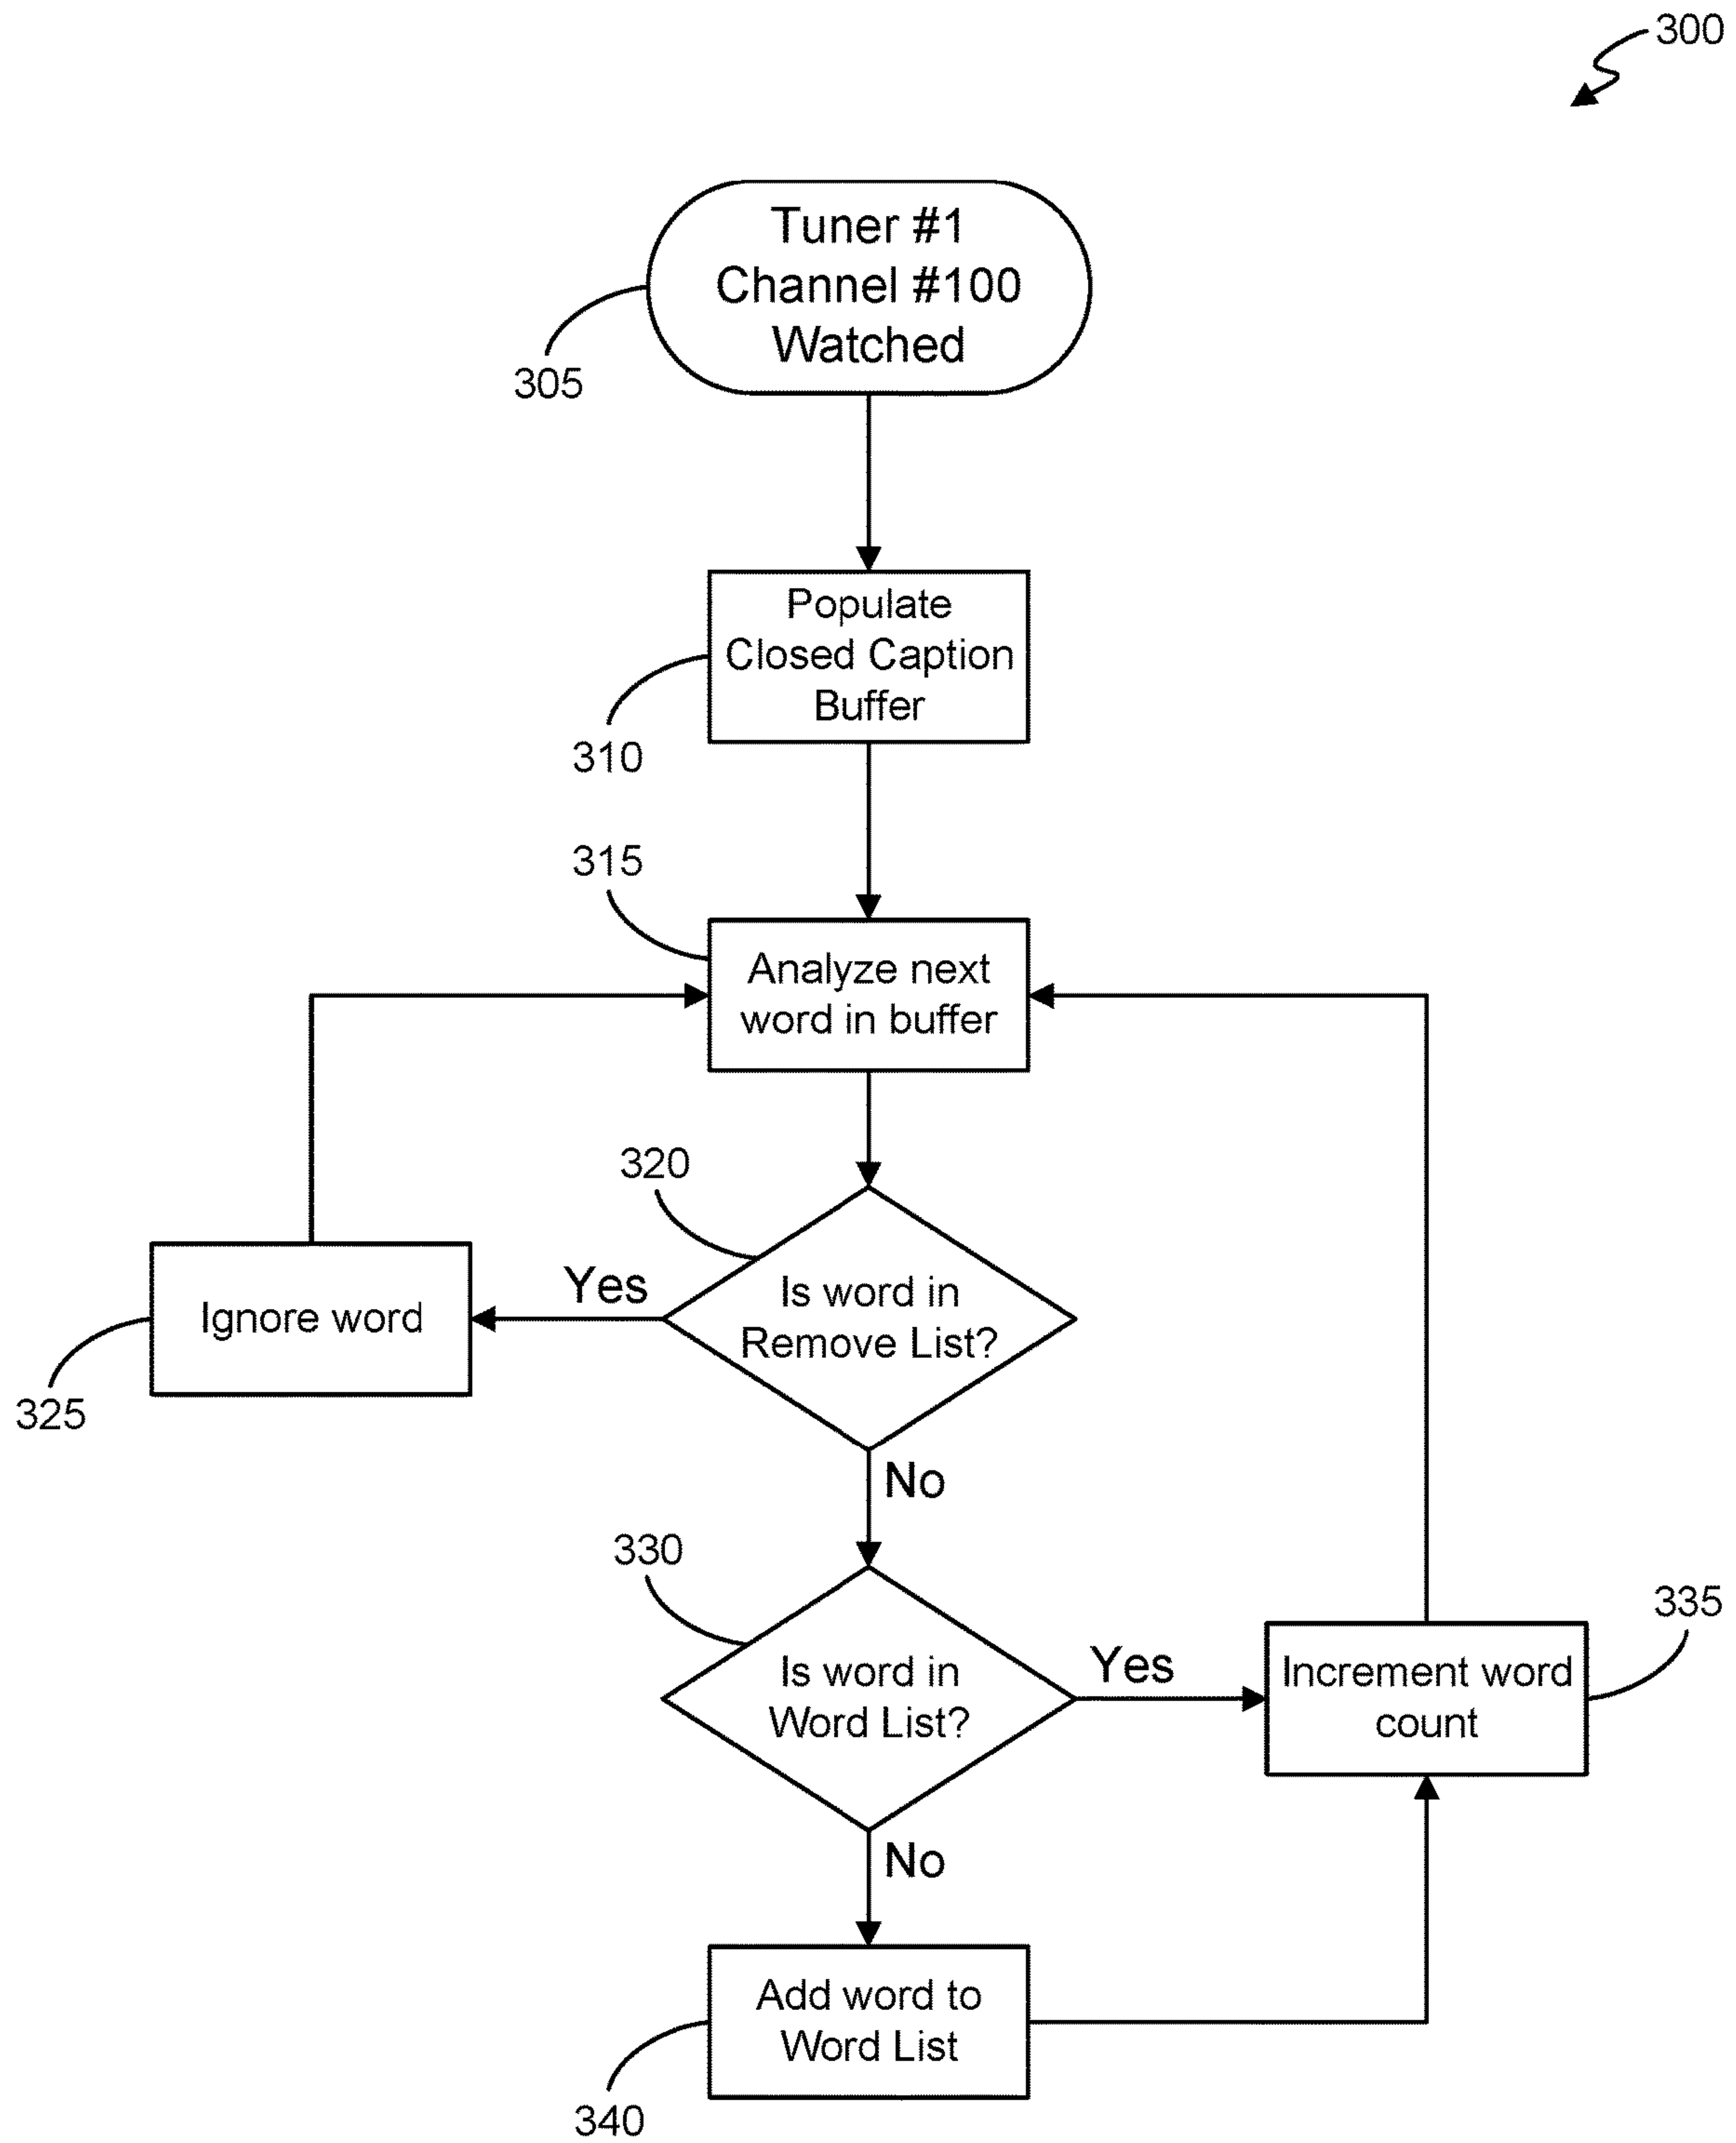 300
Tuner #1
Channel #100
Watched
305
Populate
Closed Caption
Buffer
310
315
Analyze next
word in buffer
320
Is word in
Remove List?
Yes
Ignore word
325
No
330
Is word in
Word List?
Yes
Increment word
count
335
No
Add word to
Word List
340